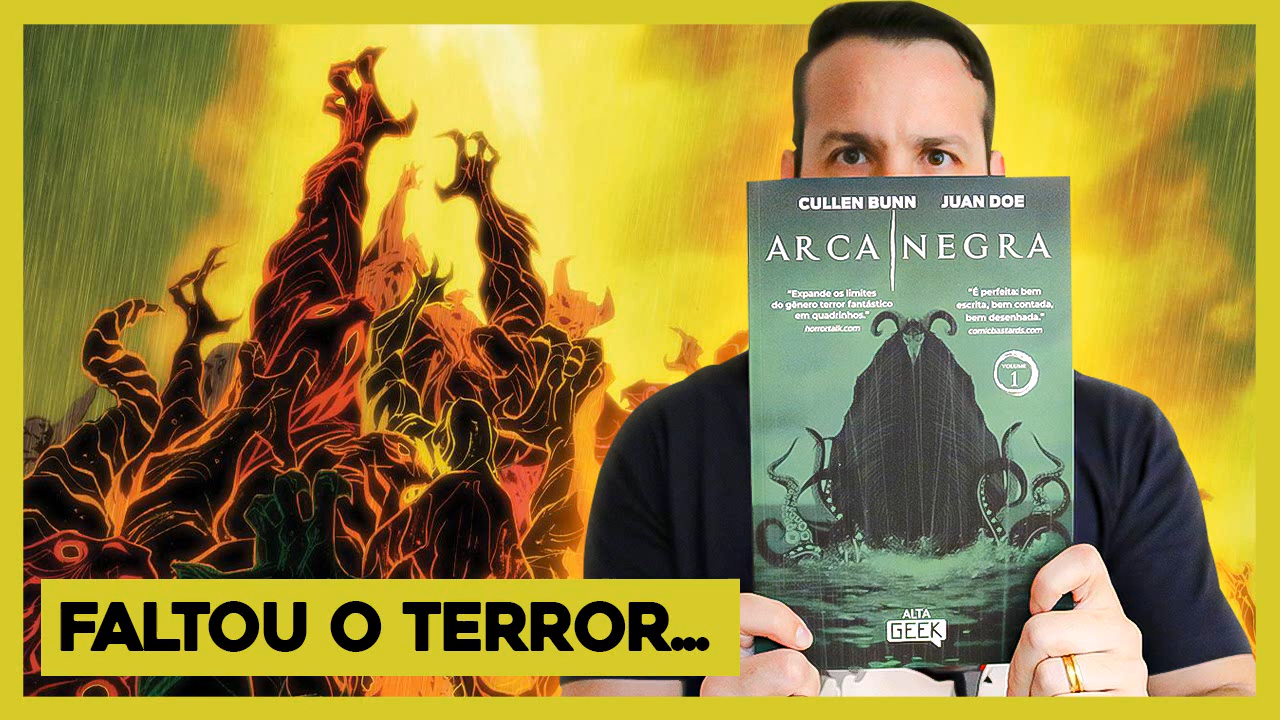 CULLEN BUNN JUAN DOE
ARCA NEGRA
"Expande os limites
do gênero terror fantástico
em quadrinhos."
horrortalk.com
"É perfeita: bem
escrita, bem contada,
bem desenhada."
comicbastards.com
VOLUME
1
ALTA
GEEK
FALTOU O TERROR...